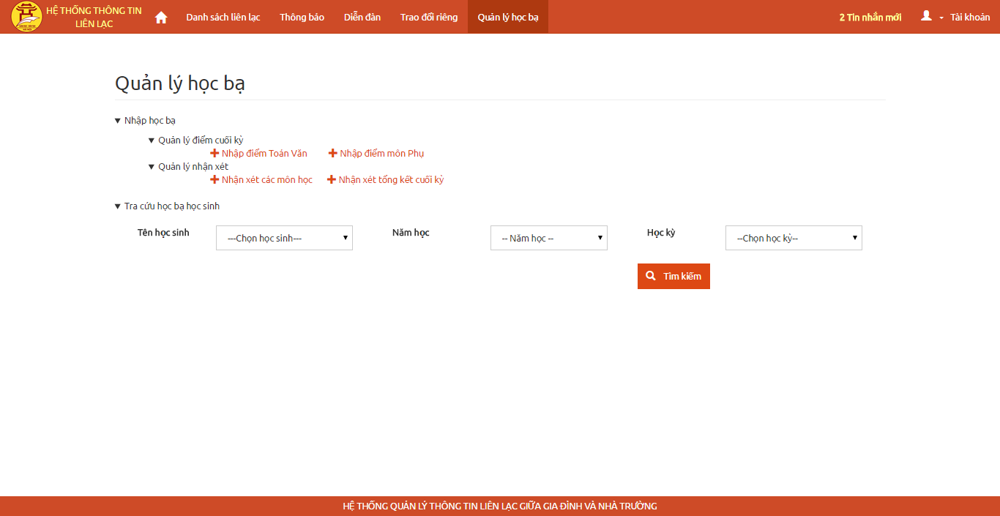 HỆ THỐNG THÔNG TIN
LIÊN LẠC
Danh sách liên lạc
Thông báo
Diễn đàn
Trao đổi riêng
Quản lý học bạ
2 Tin nhắn mới
Tài khoản
Quản lý học bạ
Nhập học bạ
Quản lý điểm cuối kỳ
Nhập điểm Toán Văn
Nhập điểm môn Phụ
Quản lý nhận xét
Nhận xét các môn học
Nhận xét tổng kết cuối kỳ
Tra cứu học bạ học sinh
Tên học sinh
---Chọn học sinh---
Năm học
-- Năm học --
Học kỳ
--Chọn học kỳ--
Tìm kiếm
HỆ THỐNG QUẢN LÝ THÔNG TIN LIÊN LẠC GIỮA GIA ĐÌNH VÀ NHÀ TRƯỜNG